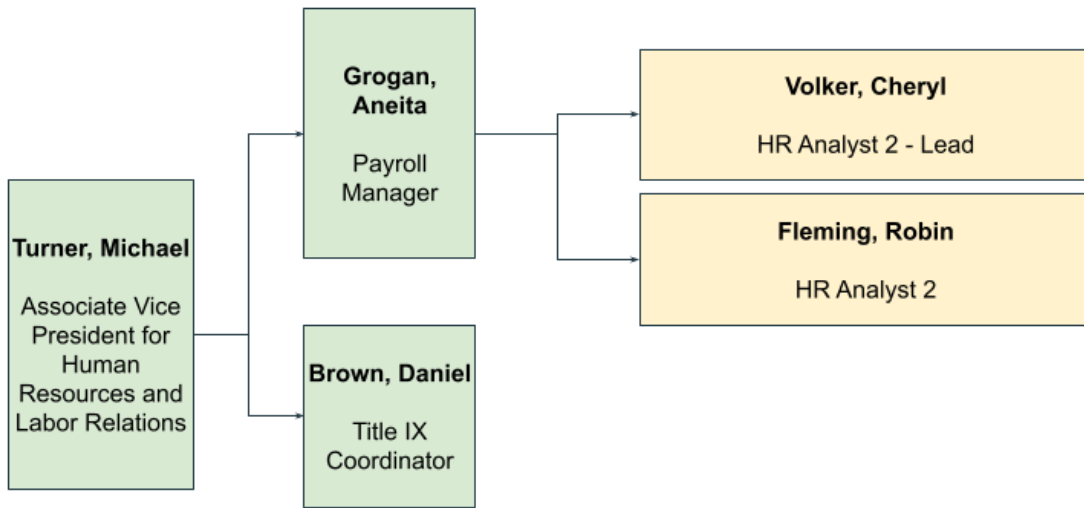 Turner, Michael
Associate Vice
President for
Human
Resources and
Labor Relations
Grogan,
Aneita
Payroll
Manager
Brown, Daniel
Title IX
Coordinator
Volker, Cheryl
HR Analyst 2 - Lead
Fleming, Robin
HR Analyst 2